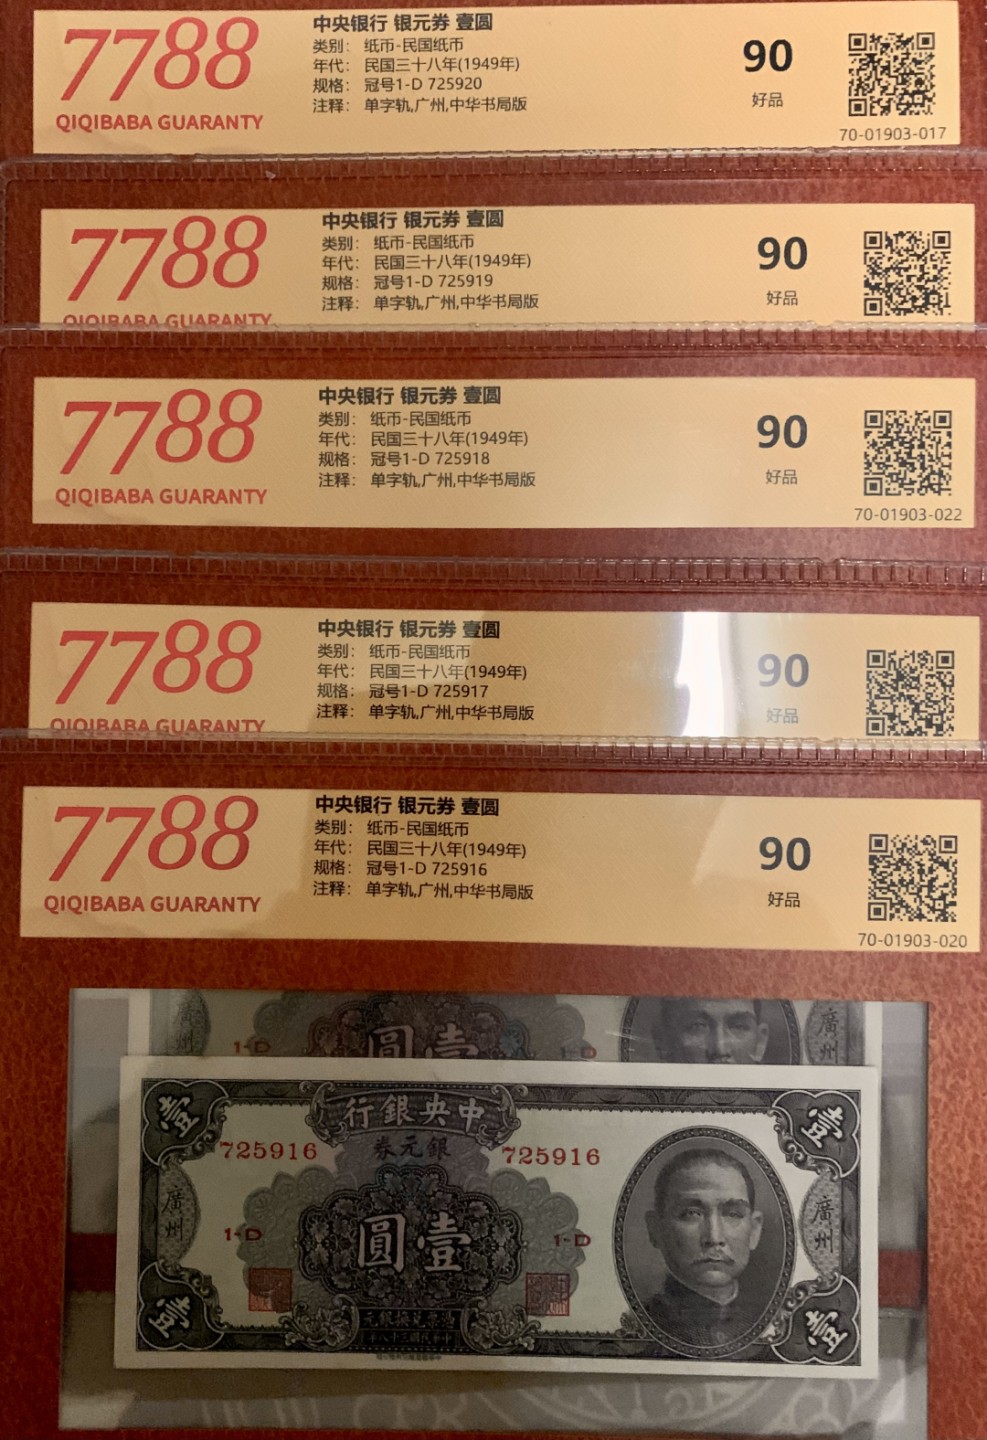 7788
QIQIBABA GUARANTY
中央银行 银元券 壹圆
类别： 纸币-民国纸币
年代： 民国三十八年(1949年)
规格： 冠号1-D 725920
注释： 单字轨,广州,中华书局版
90
好品
70-01903-017
7788
QIQIBABA GUARANTY
中央银行 银元券 壹圆
类别： 纸币-民国纸币
年代： 民国三十八年(1949年)
规格： 冠号1-D 725919
注释： 单字轨,广州,中华书局版
90
好品
7788
QIQIBABA GUARANTY
中央银行 银元券 壹圆
类别： 纸币-民国纸币
年代： 民国三十八年(1949年)
规格： 冠号1-D 725918
注释： 单字轨,广州,中华书局版
90
好品
70-01903-022
7788
QIQIBABA GUARANTY
中央银行 银元券 壹圆
类别： 纸币-民国纸币
年代： 民国三十八年(1949年)
规格： 冠号1-D 725917
注释： 单字轨,广州,中华书局版
90
好品
7788
QIQIBABA GUARANTY
中央银行 银元券 壹圆
类别： 纸币-民国纸币
年代： 民国三十八年(1949年)
规格： 冠号1-D 725916
注释： 单字轨,广州,中华书局版
90
好品
70-01903-020
廣州
1-D
圓壹
1-D
廣州
壹
行銀央中
壹
725916
券元銀
725916
廣州
1-D
圓壹
1-D
廣州
壹
元銀換兌票憑
年八十三國民華中
壹